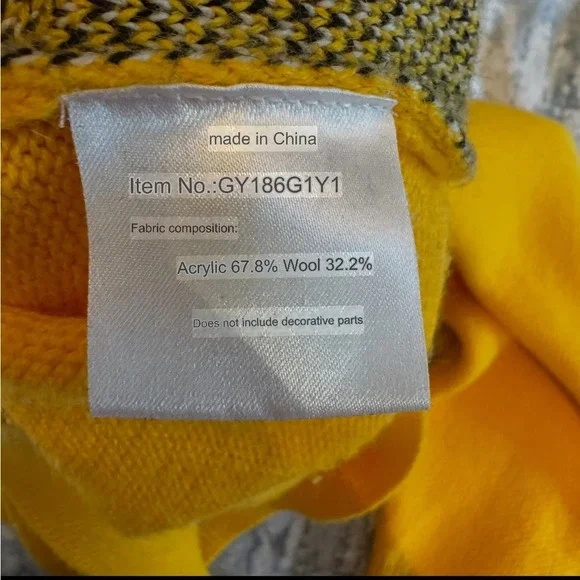 made in China
Item No.:GY186G1Y1
Fabric composition:
Acrylic 67.8% Wool 32.2%
Does not include decorative parts